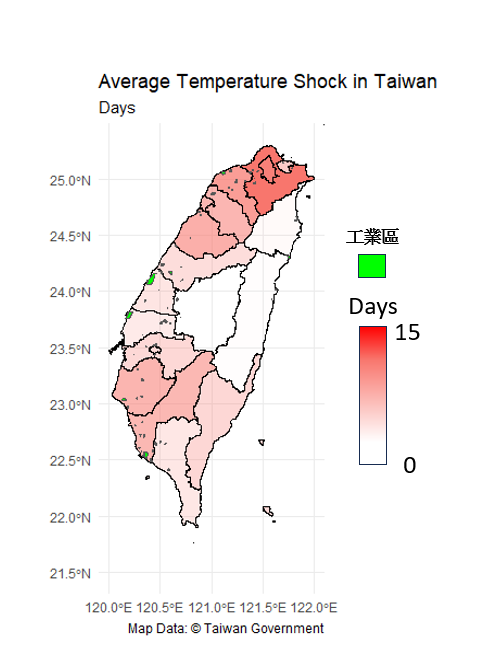 Average Temperature Shock in Taiwan
Days
25.0°N
24.5°N
24.0°N
23.5°N
23.0°N
22.5°N
22.0°N
21.5°N
120.0°E 120.5°E 121.0°E 121.5°E 122.0°E
Map Data: © Taiwan Government
工業區
Days
15
0